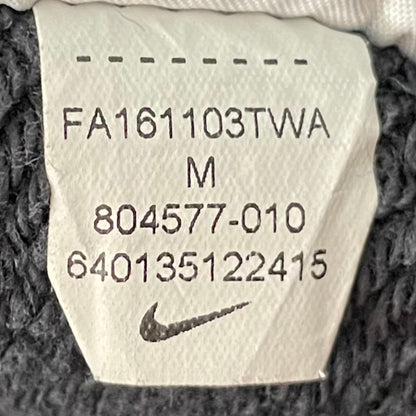 - - - - - - - - -
FA161103TWA
M
804577-010
640135122415